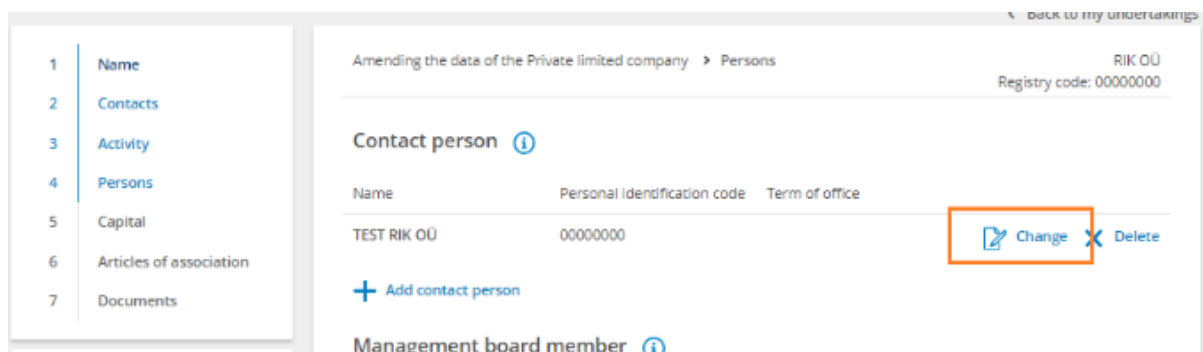 Back to my undertakings
1 Name
2 Contacts
3 Activity
4 Persons
5 Capital
6 Articles of association
7 Documents
Amending the data of the Private limited company > Persons
RIK OÜ
Registry code: 00000000
Contact person
Name Personal identification code Term of office
TEST RIK OÜ 00000000 Change Delete
Add contact person
Management board member